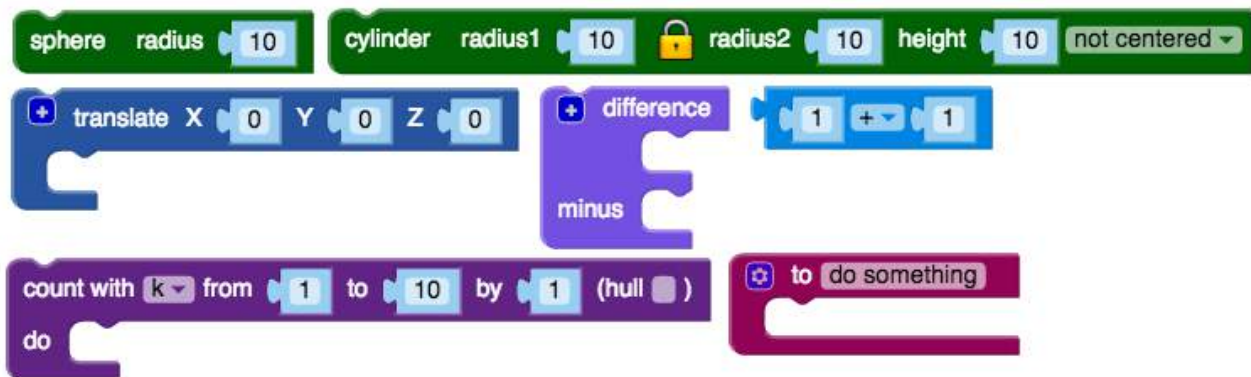 sphere radius 10 cylinder radius1 10 radius2 10 height 10 not centered
+ translate X 0 Y 0 Z 0 + difference 1 + 1
minus
count with k from 1 to 10 by 1 (hull ) to do something
do